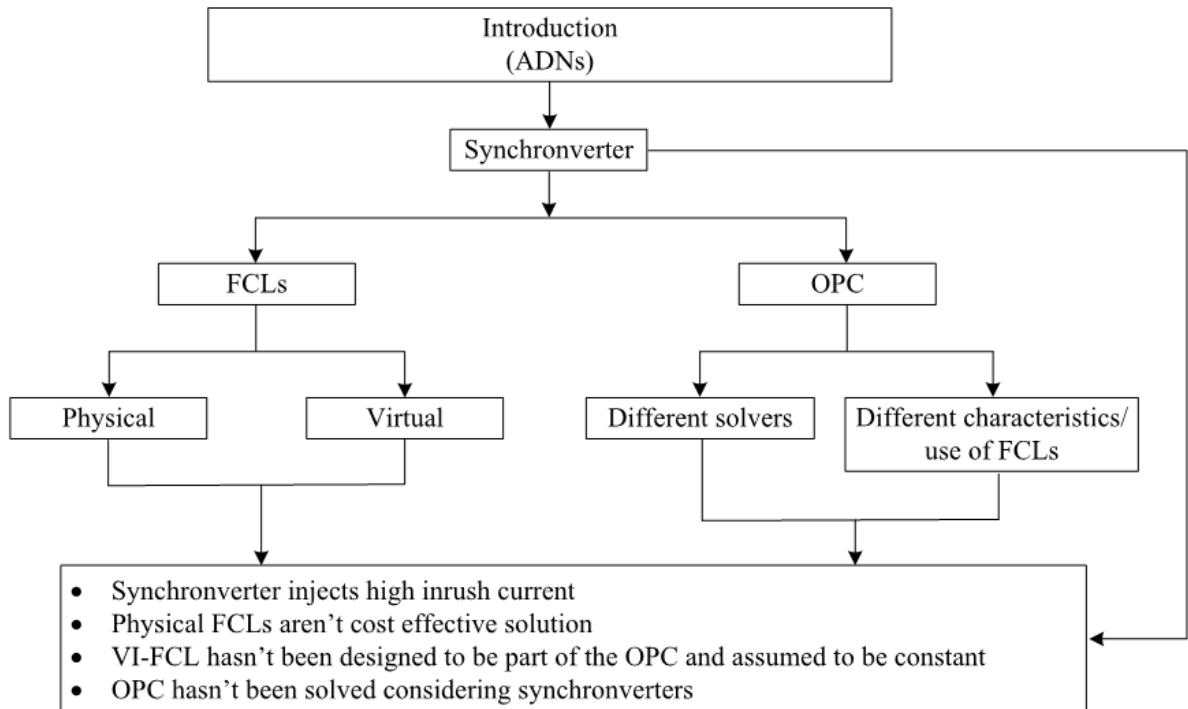 Introduction
(ADNs)
Synchronverter
FCLs
OPC
Physical
Virtual
Different solvers
Different characteristics/
use of FCLs
• Synchronverter injects high inrush current
• Physical FCLs aren’t cost effective solution
• VI-FCL hasn’t been designed to be part of the OPC and assumed to be constant
• OPC hasn’t been solved considering synchronverters